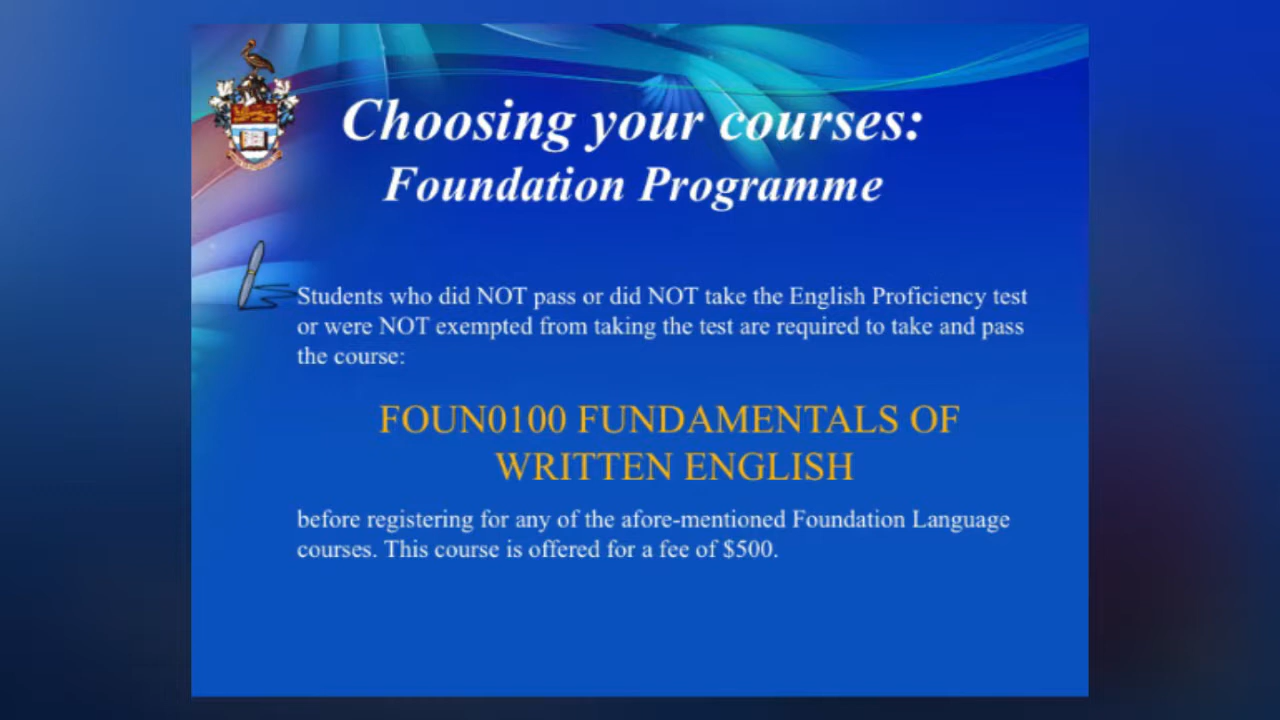 Choosing your courses:
Foundation Programme
Students who did NOT pass or did NOT take the English Proficiency test
or were NOT exempted from taking the test are required to take and pass
the course:
FOUN0100 FUNDAMENTALS OF
WRITTEN ENGLISH
before registering for any of the afore-mentioned Foundation Language
courses. This course is offered for a fee of $500.